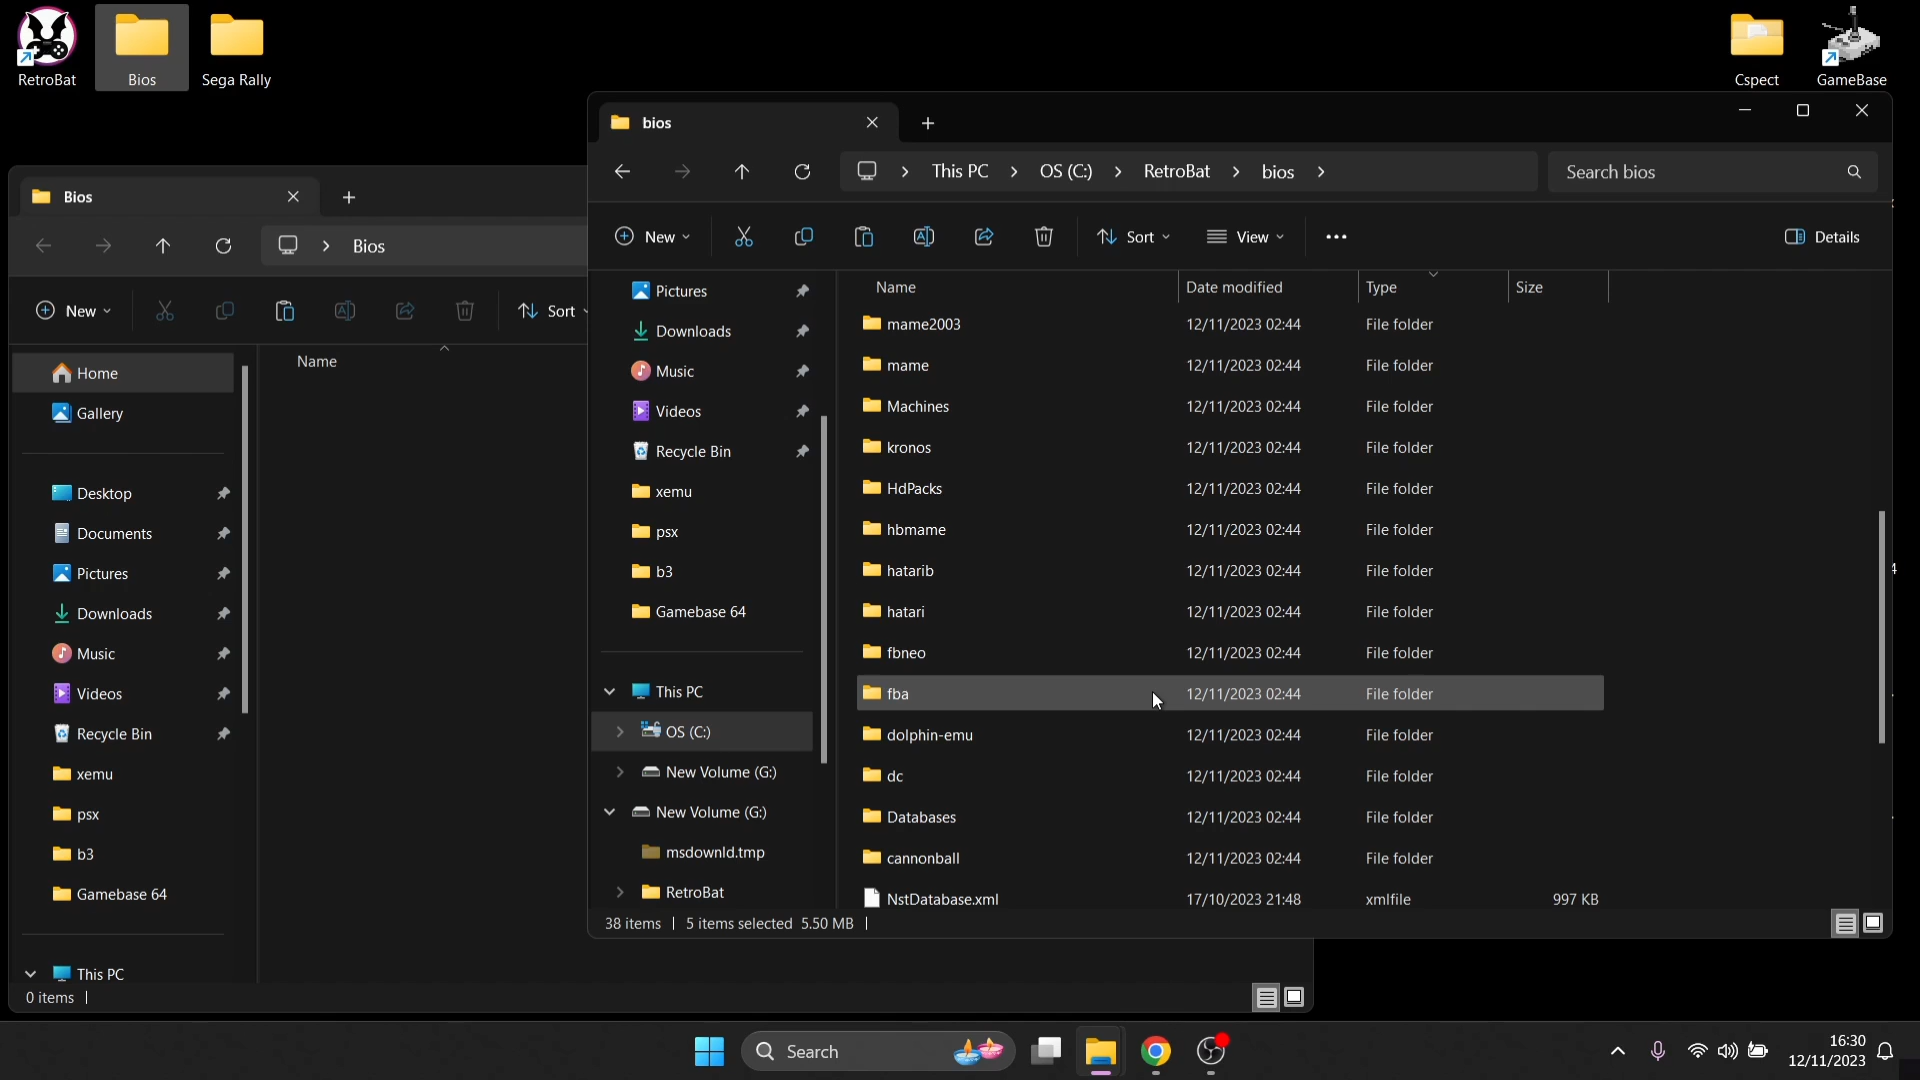 RetroBat
Bios
Sega Rally
Cspect
GameBase
Bios
Bios
New
Sort
Home
Gallery
Desktop
Documents
Pictures
Downloads
Music
Videos
Recycle Bin
xemu
psx
b3
Gamebase 64
This PC
0 items
Name
bios
This PC > OS (C:) > RetroBat > bios >
Search bios
New
Sort
View
Details
Pictures
Downloads
Music
Videos
Recycle Bin
xemu
psx
b3
Gamebase 64
This PC
OS (C:)
New Volume (G:)
New Volume (G:)
msdownld.tmp
RetroBat
Name Date modified Type Size
mame2003 12/11/2023 02:44 File folder
mame 12/11/2023 02:44 File folder
Machines 12/11/2023 02:44 File folder
kronos 12/11/2023 02:44 File folder
HdPacks 12/11/2023 02:44 File folder
hbmame 12/11/2023 02:44 File folder
hatarib 12/11/2023 02:44 File folder
hatari 12/11/2023 02:44 File folder
fbneo 12/11/2023 02:44 File folder
fba 12/11/2023 02:44 File folder
dolphin-emu 12/11/2023 02:44 File folder
dc 12/11/2023 02:44 File folder
Databases 12/11/2023 02:44 File folder
cannonball 12/11/2023 02:44 File folder
NstDatabase.xml 17/10/2023 21:48 xmlfile 997 KB
38 items 5 items selected 5.50 MB
Search
16:30
12/11/2023